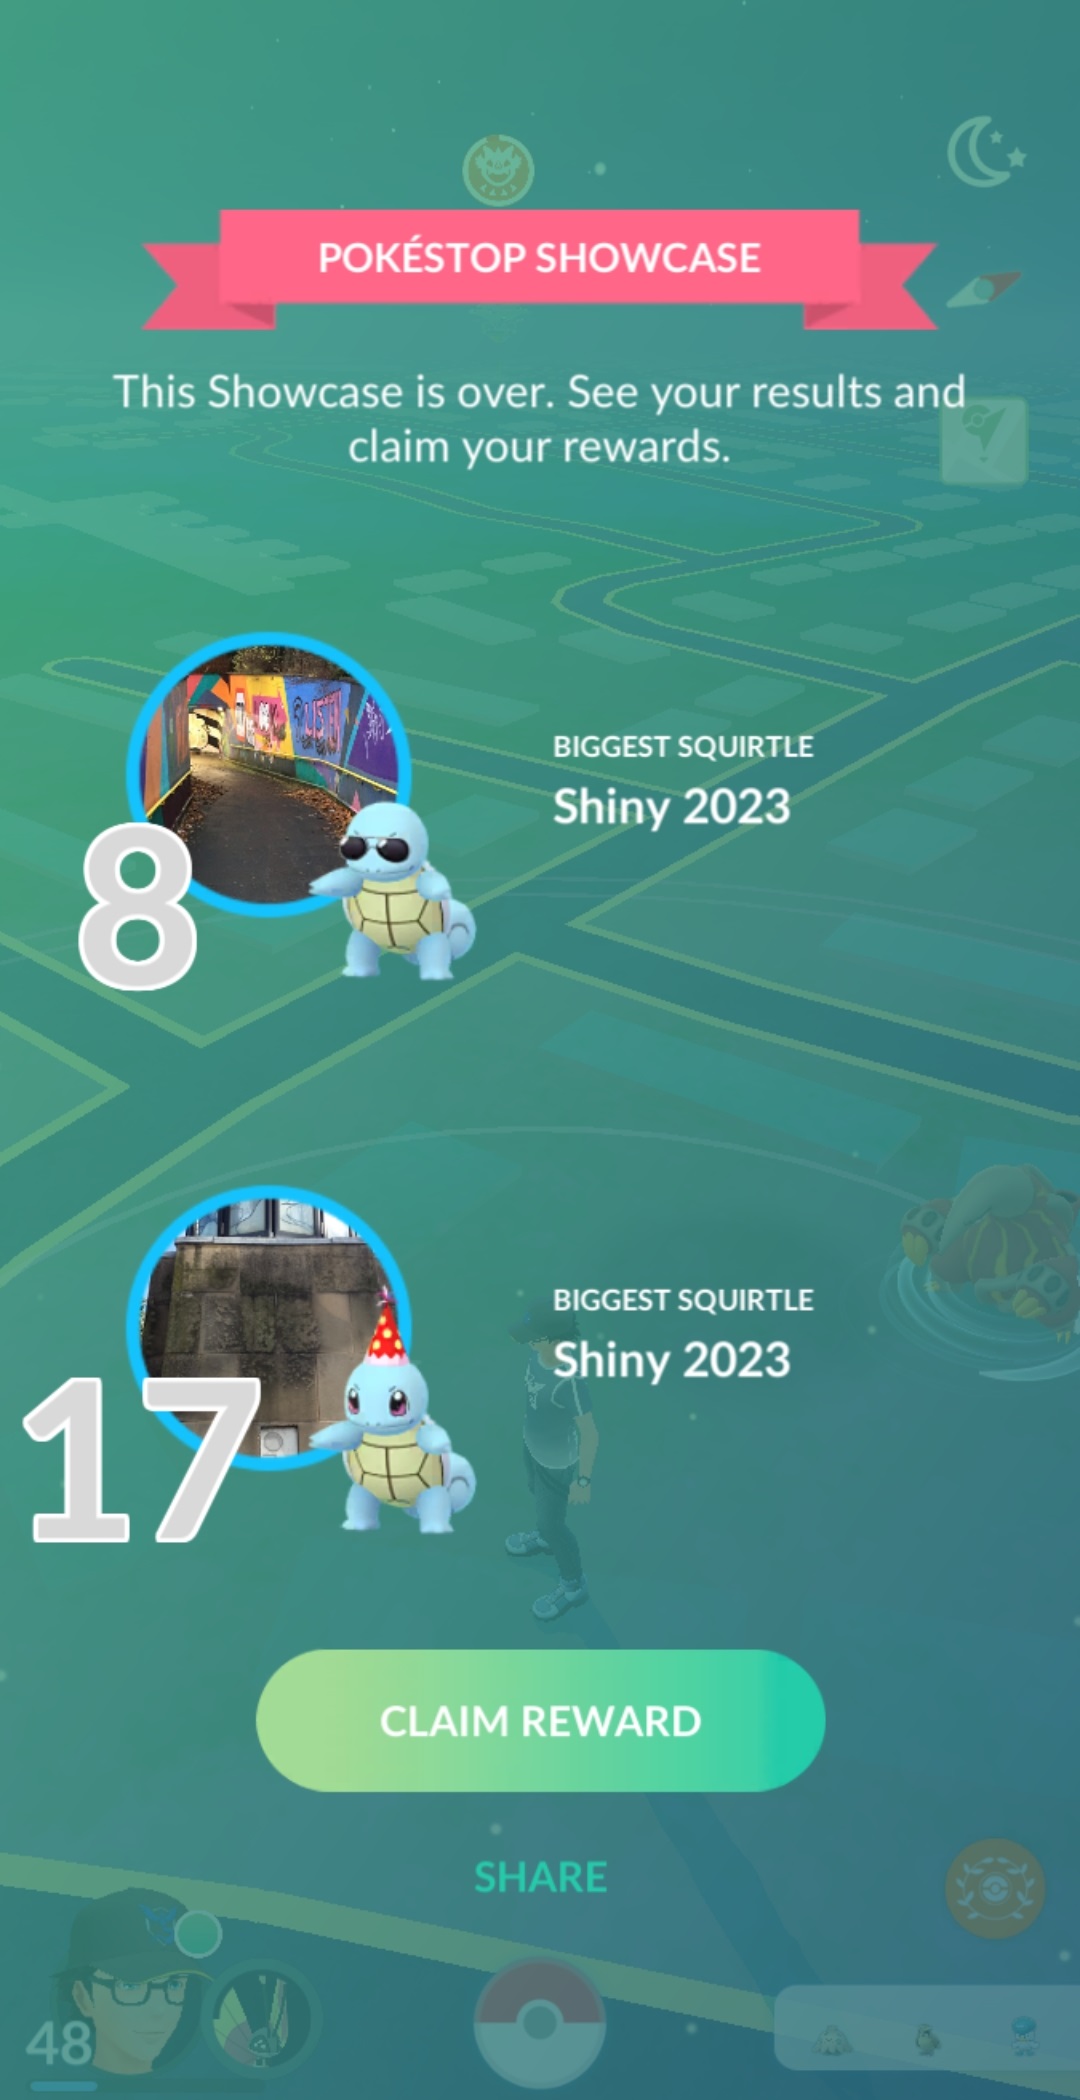 POKÉSTOP SHOWCASE
This Showcase is over. See your results and
claim your rewards.
BIGGEST SQUIRTLE
Shiny 2023
8
BIGGEST SQUIRTLE
Shiny 2023
17
CLAIM REWARD
SHARE
48